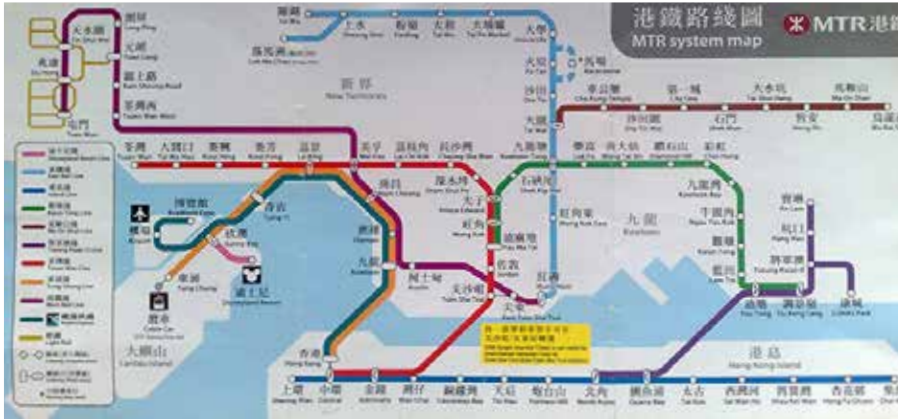 港鐵路綫圖
MTR system map
MTR港鐵
天水圍
Tin Shui Wai
朗屏
Long Ping
元朗
Yuen Long
錦上路
Kam Sheung Road
荃灣西
Tsuen Wan West
兆康
Siu Hong
屯門
Tuen Mun
羅湖
Lo Wu
落馬洲
Lok Ma Chau
上水
Sheung Shui
粉嶺
Fanling
太和
Tai Wo
大埔墟
Tai Po Market
大學
University
火炭
Fo Tan
馬場
Racecourse
沙田
Sha Tin
大圍
Tai Wai
新界
New Territories
車公廟
Che Kung Temple
沙田圍
Sha Tin Wai
第一城
City One
石門
Shek Mun
大水坑
Tai Shui Hang
恆安
Heng On
馬鞍山
Ma On Shan
荃灣
Tsuen Wan
大窩口
Tai Wo Hau
葵興
Kwai Hing
葵芳
Kwai Fong
荔景
Lai King
美孚
Mei Foo
荔枝角
Lai Chi Kok
長沙灣
Cheung Sha Wan
深水埗
Sham Shui Po
九龍塘
Kowloon Tong
樂富
Lok Fu
黃大仙
Wong Tai Sin
鑽石山
Diamond Hill
彩虹
Choi Hung
石硤尾
Shek Kip Mei
太子
Prince Edward
旺角
Mong Kok
油麻地
Yau Ma Tei
旺角東
Mong Kok East
九龍
Kowloon
九龍灣
Kowloon Bay
牛頭角
Ngau Tau Kok
觀塘
Kwun Tong
藍田
Lam Tin
油塘
Yau Tong
調景嶺
Tiu Keng Leng
將軍澳
Tseung Kwan O
坑口
Hang Hau
寶琳
Po Lam
康城
LOHAS Park
南昌
Nam Cheong
奧運
Olympic
九龍
Kowloon
柯士甸
Austin
佐敦
Jordan
尖沙咀
Tsim Sha Tsui
尖東
East Tsim Sha Tsui
紅磡
Hung Hom
青衣
Tsing Yi
博覽館
AsiaWorld-Expo
機場
Airport
欣澳
Sunny Bay
迪士尼
Disneyland Resort
東涌
Tung Chung
纜車
Cable Car
大嶼山
Lantau Island
香港
Hong Kong
港島
Hong Kong Island
上環
Sheung Wan
中環
Central
金鐘
Admiralty
灣仔
Wan Chai
銅鑼灣
Causeway Bay
天后
Tin Hau
炮台山
Fortress Hill
北角
North Point
鰂魚涌
Quarry Bay
太古
Tai Koo
西灣河
Sai Wan Ho
筲箕灣
Shau Kei Wan
杏花邨
Heng Fa Chuen